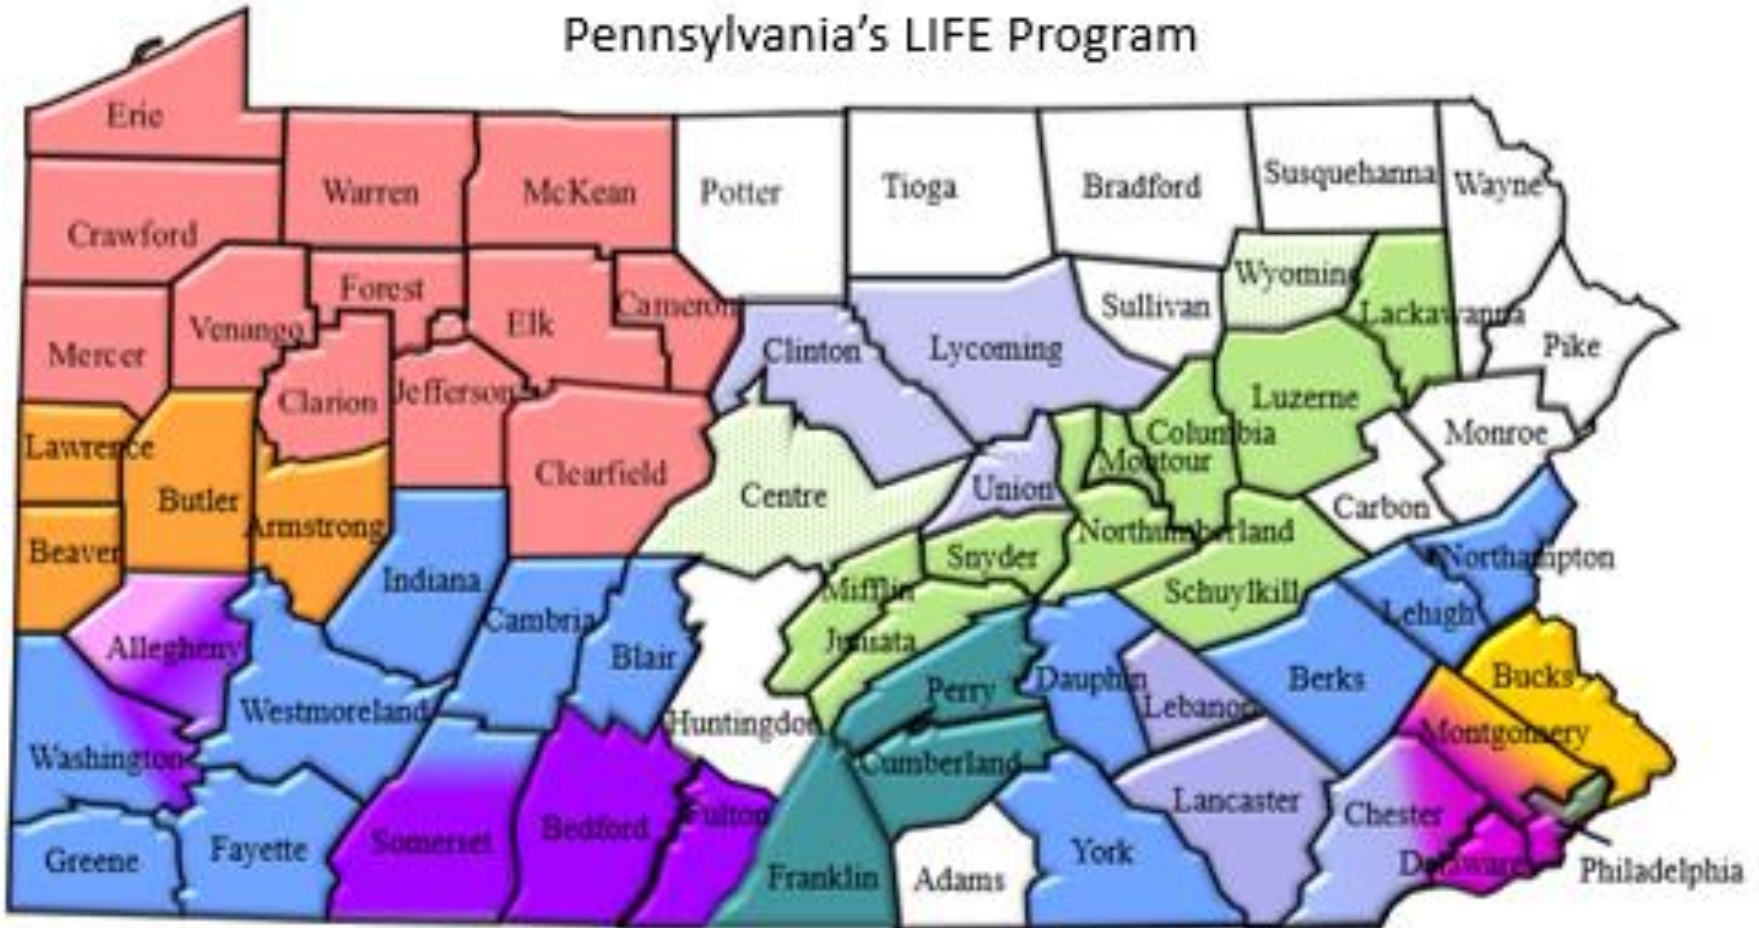 Pennsylvania's LIFE Program
Erie
Warren
McKean
Potter
Tioga
Bradford
Susquehanna
Wayne
Crawford
Forest
Cameron
Wyoming
Venango
Elk
Sullivan
Lackawanna
Mercer
Clinton
Lycoming
Pike
Clarion
Jefferson
Luzerne
Lawrence
Columbia
Monroe
Montour
Clearfield
Centre
Union
Butler
Carbon
Armstrong
Northumberland
Beaver
Snyder
Northampton
Indiana
Mifflin
Schuylkill
Cambria
Lehigh
Allegheny
Juniata
Blair
Perry
Dauphin
Berks
Bucks
Westmoreland
Lebanon
Huntingdon
Montgomery
Washington
Cumberland
Lancaster
Chester
Somerset
Bedford
Fulton
Greene
Fayette
York
Franklin
Adams
Delaware
Philadelphia